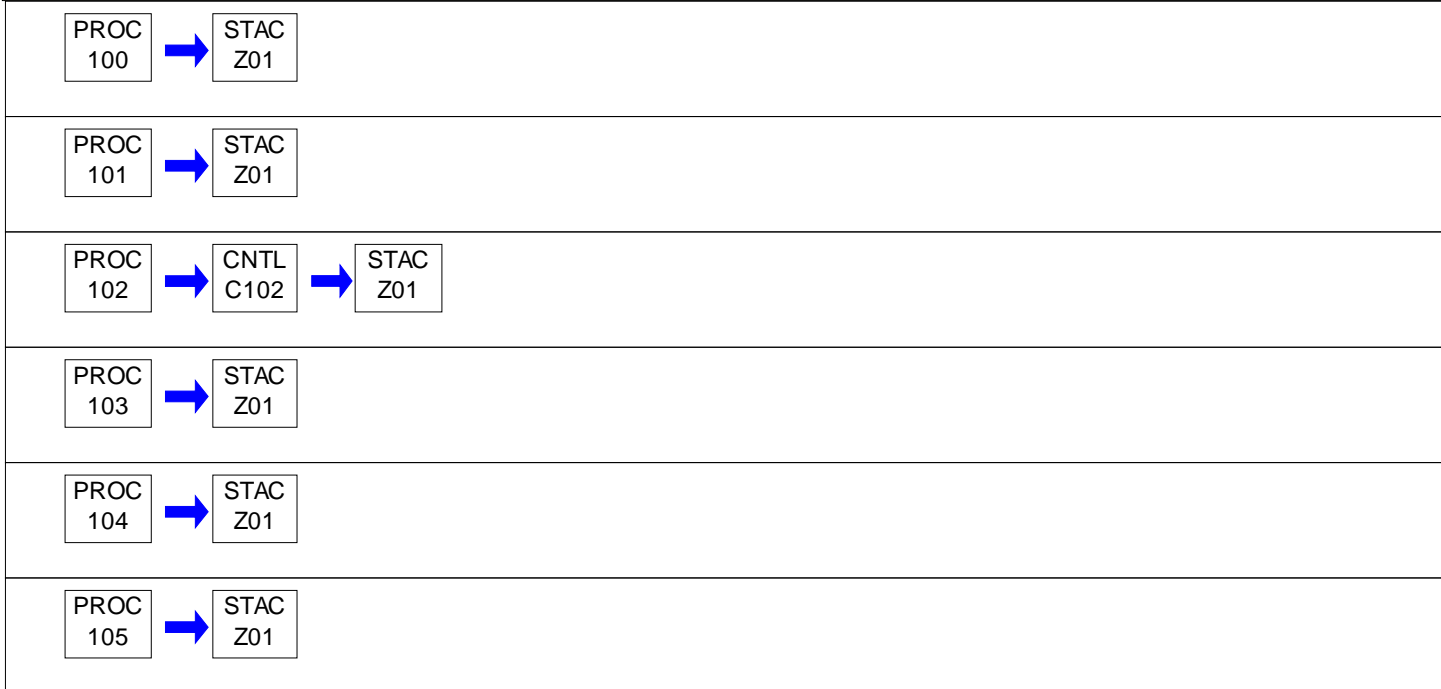 PROC
100
STAC
Z01
PROC
101
STAC
Z01
PROC
102
CNTL
C102
STAC
Z01
PROC
103
STAC
Z01
PROC
104
STAC
Z01
PROC
105
STAC
Z01